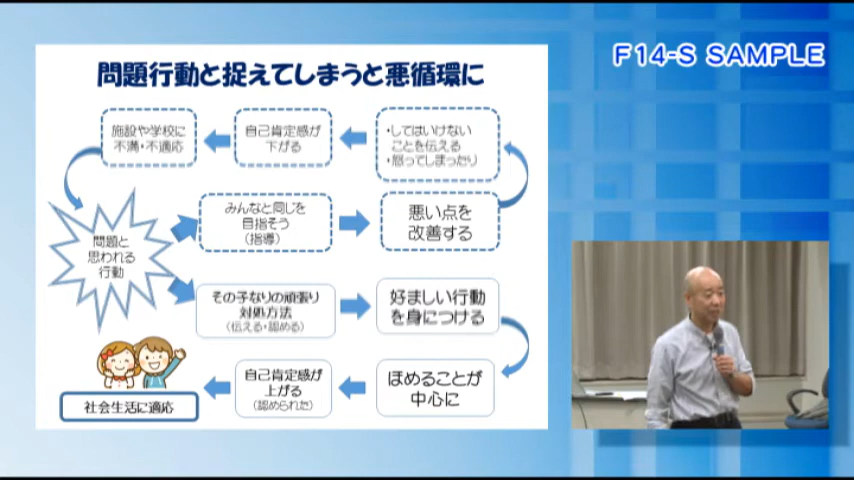 問題行動と捉えてしまうと悪循環に
F14-S SAMPLE
施設や学校に
不満・不適応
自己肯定感が
下がる
・してはいけない
ことを伝える
・怒ってしまったり
みんなと同じを
目指そう
（指導）
悪い点を
改善する
問題と
思われる
行動
その子なりの頑張り
対処方法
（伝える・認める）
好ましい行動
を身につける
自己肯定感が
上がる
（認められた）
ほめることが
中心に
社会生活に適応